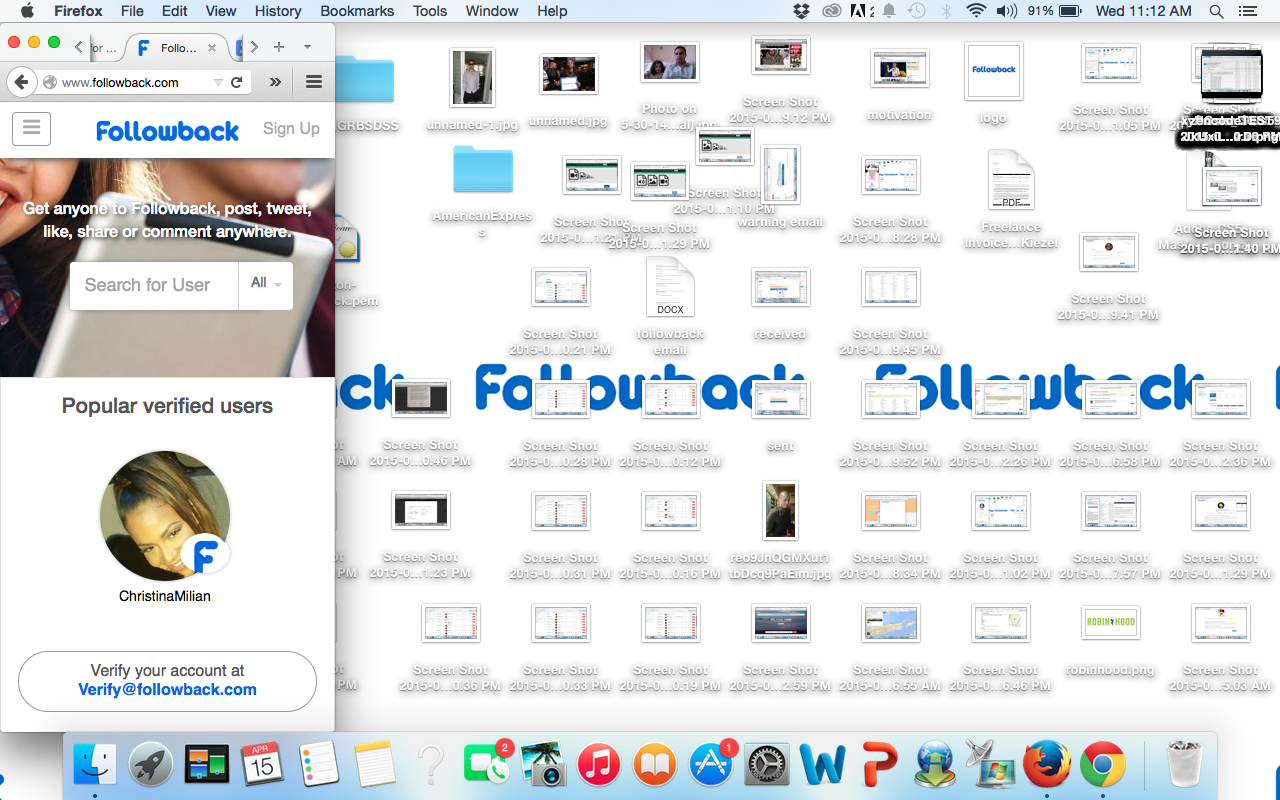 Firefox File Edit View History Bookmarks Tools Window Help
2
91%
Wed 11:12 AM
or ...
Follo...
www.followback.com
Followback
Sign Up
Get anyone to Followback, post, tweet,
like, share or comment anywhere.
Search for User
All
Popular verified users
ChristinaMilian
Verify your account at
Verify@followback.com
GRBSDSS
unnamed-1.jpg
unnamed.jpg
Photo on
5-30-14...al).jpg
Screen Shot
2015-0...9.12 PM
motivation
Followback
logo
Screen Shot
2015-0...1.05 PM
AmericanExpres
s
Screen Shot
2015-0...1.29 PM
Screen Shot
2015-0...1.10 PM
warning email
Screen Shot
2015-0...8.28 PM
PDF
Freelance
Invoice...Kiezel
Screen Shot
2015-0...9.41 PM
Screen Shot
2015-0...1.40 PM
ck.pem
Screen Shot
2015-0...0.21 PM
DOCX
followback
email
received
Screen Shot
2015-0...9.45 PM
Followback
Followback
AM
Screen Shot
2015-0...0.46 PM
Screen Shot
2015-0...0.28 PM
Screen Shot
2015-0...0.12 PM
sent
Screen Shot
2015-0...9.52 PM
Screen Shot
2015-0...2.26 PM
Screen Shot
2015-0...6.58 PM
Screen Shot
2015-0...2.36 PM
PM
Screen Shot
2015-0...1.23 PM
Screen Shot
2015-0...0.31 PM
Screen Shot
2015-0...0.16 PM
reo9JnQGMXut1
tbDcq9PaEim.jpg
Screen Shot
2015-0...8.34 PM
Screen Shot
2015-0...1.02 PM
Screen Shot
2015-0...7.57 PM
Screen Shot
2015-0...1.29 PM
PM
Screen Shot
2015-0...0.36 PM
Screen Shot
2015-0...0.33 PM
Screen Shot
2015-0...0.19 PM
Screen Shot
2015-0...2.59 PM
Screen Shot
2015-0...6.55 AM
Screen Shot
2015-0...6.46 PM
ROBINHOOD
robinhood.png
Screen Shot
2015-0...5.03 AM
APR
15
2
1